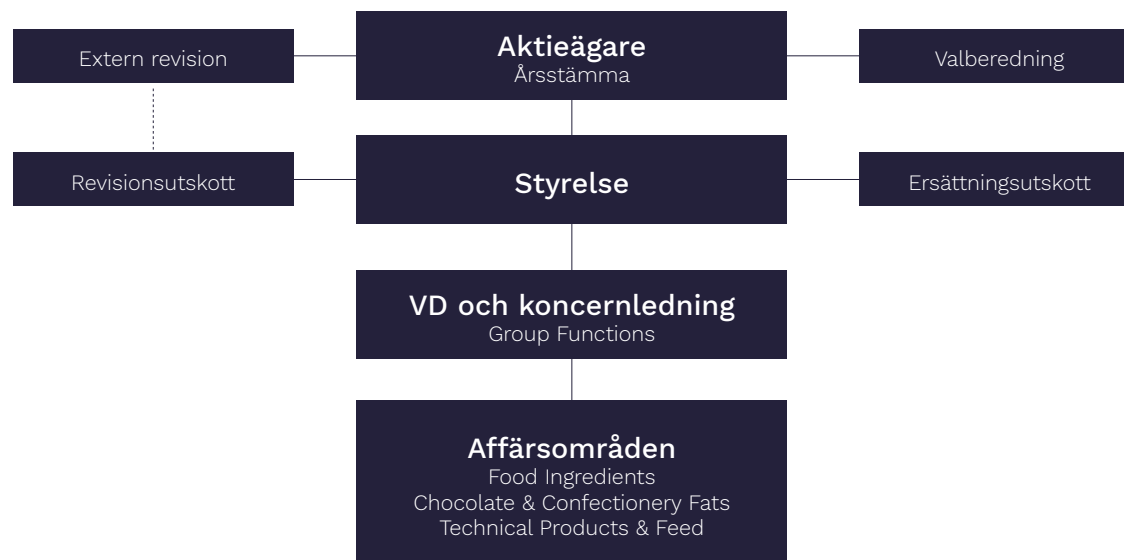 Extern revision
Aktieägare
Årsstämma
Valberedning
Revisionsutskott
Styrelse
Ersättningsutskott
VD och koncernledning
Group Functions
Affärsområden
Food Ingredients
Chocolate & Confectionery Fats
Technical Products & Feed